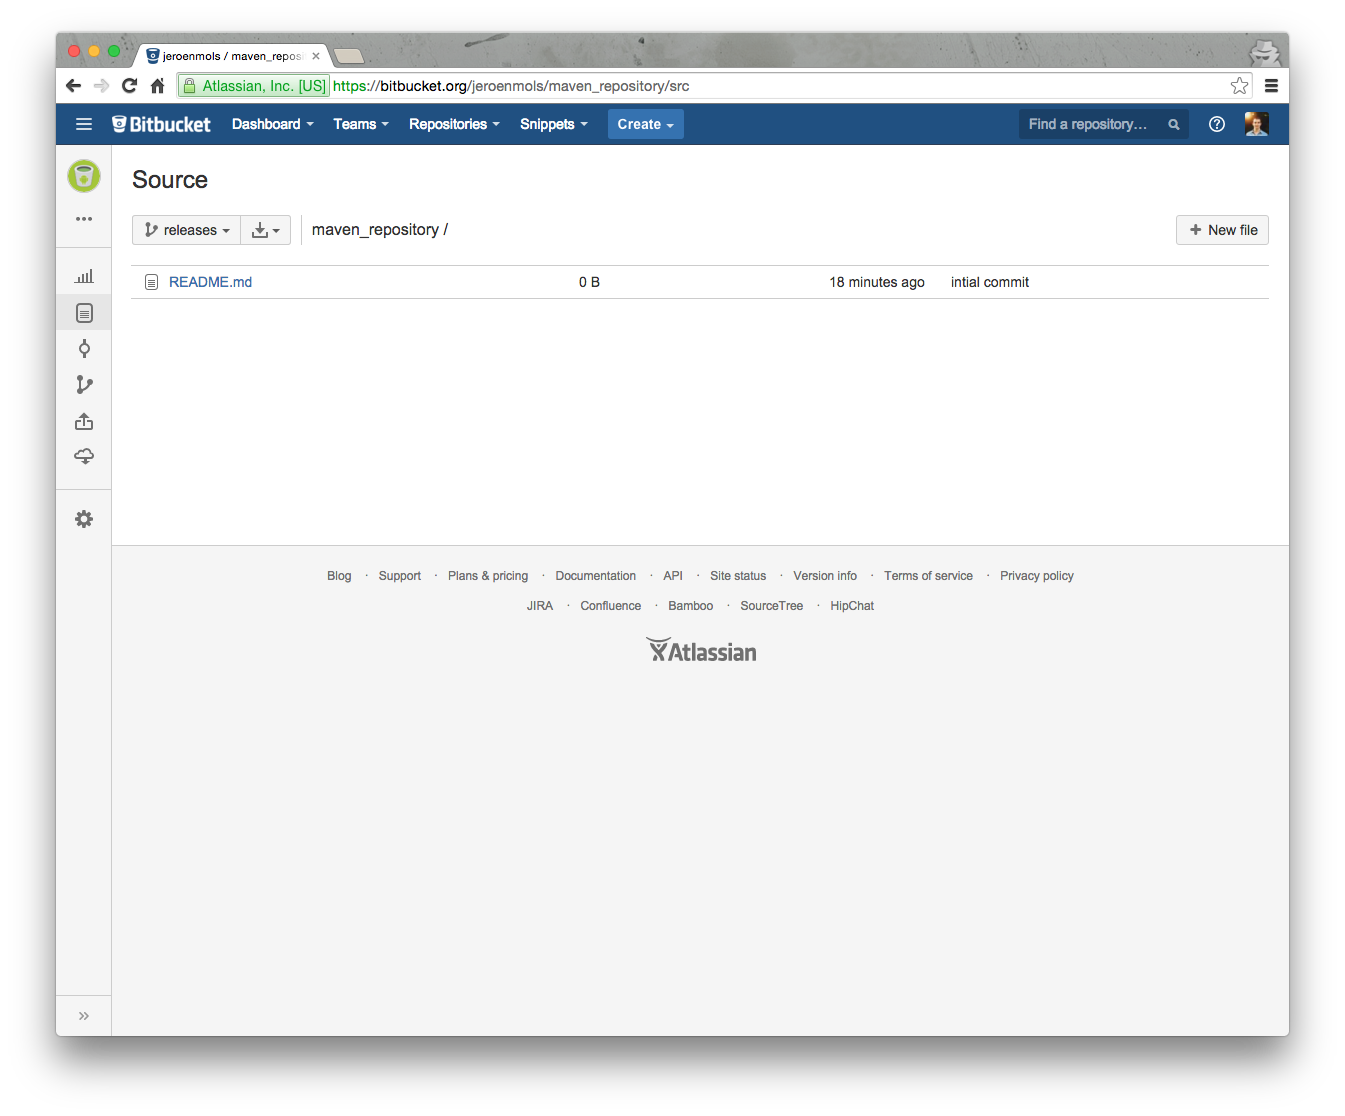 jeroenmols / maven_reposi
Atlassian, Inc. [US] https://bitbucket.org/jeroenmols/maven_repository/src
Bitbucket Dashboard Teams Repositories Snippets Create Find a repository...
Source
releases maven_repository / New file
README.md 0 B 18 minutes ago intial commit
Blog · Support · Plans & pricing · Documentation · API · Site status · Version info · Terms of service · Privacy policy
JIRA · Confluence · Bamboo · SourceTree · HipChat
Atlassian